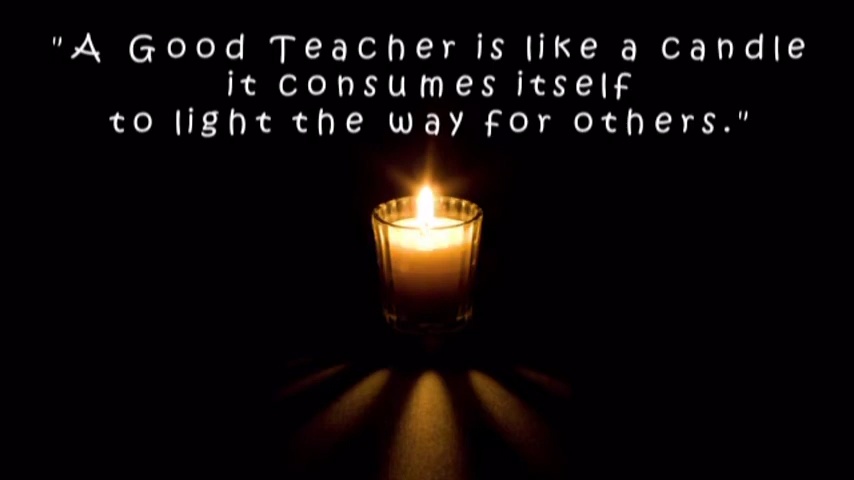 "A Good Teacher is like a candle
it consumes itself
to light the way for others."